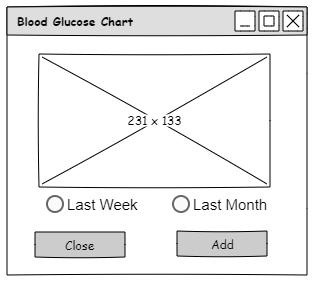 Blood Glucose Chart
231 x 133
Last Week Last Month
Close Add